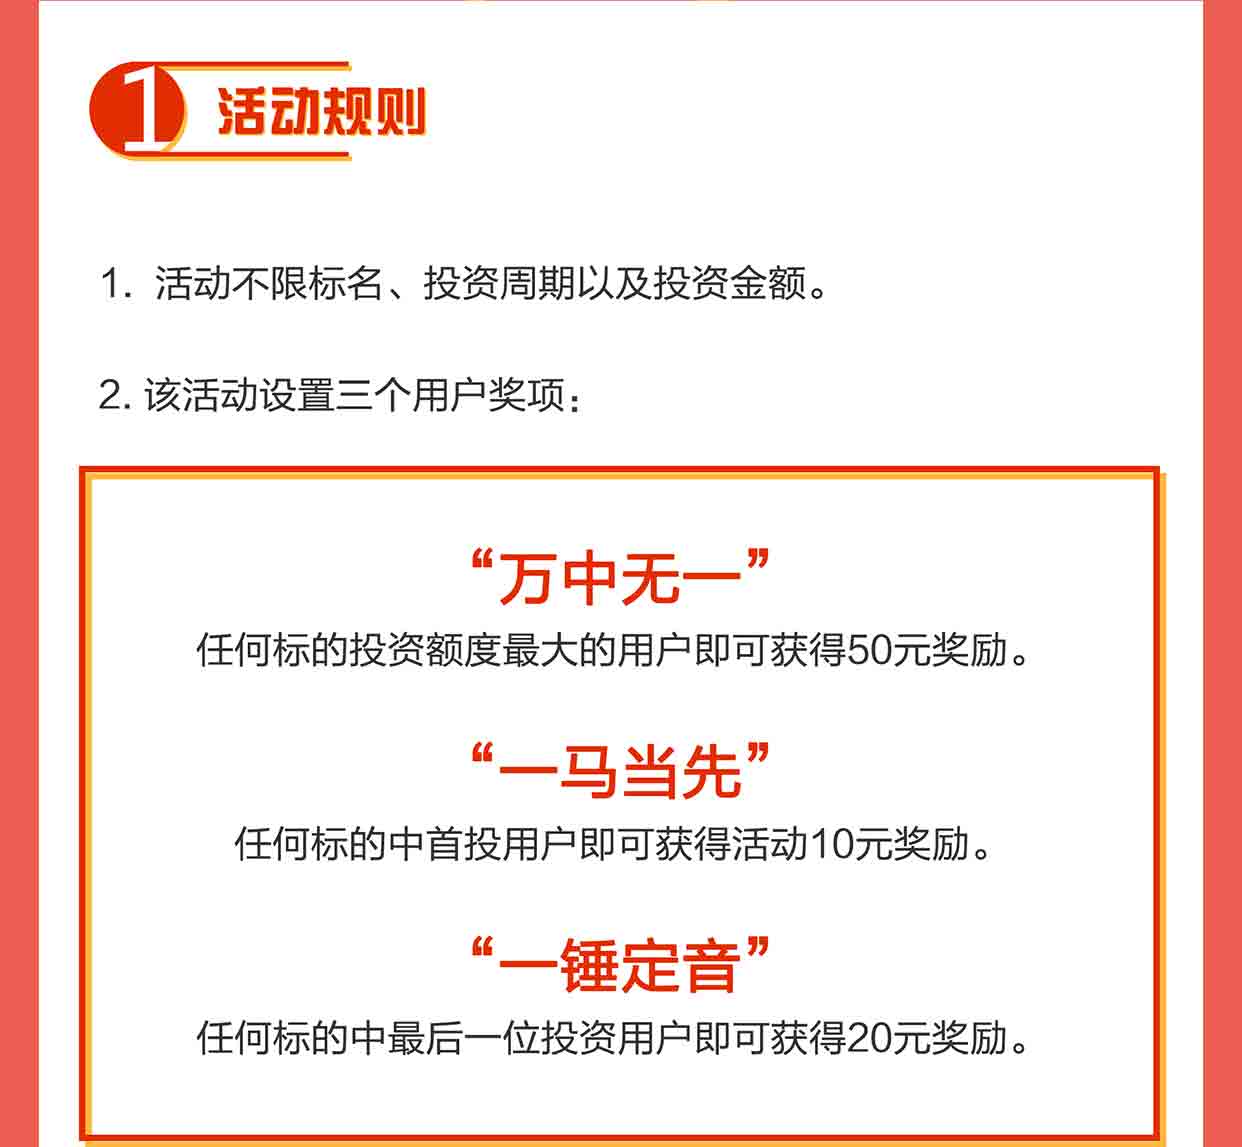 1 活动规则
1. 活动不限标名、投资周期以及投资金额。
2. 该活动设置三个用户奖项：
“万中无一”
任何标的投资额度最大的用户即可获得50元奖励。
“一马当先”
任何标的中首投用户即可获得活动10元奖励。
“一锤定音”
任何标的中最后一位投资用户即可获得20元奖励。